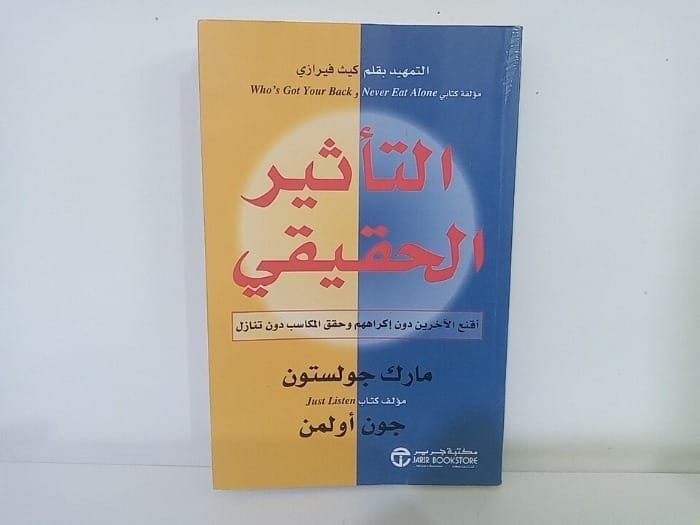 التمهيد بقلم كيث فيرازي
مؤلفة كتابي Never Eat Alone و Who's Got Your Back
التأثير
الحقيقي
أقنع الآخرين دون إكراههم وحقق المكاسب دون تنازل
مارك جولستون
مؤلف كتاب Just Listen
جون أولمن
مكتبة جرير
JARIR BOOKSTORE